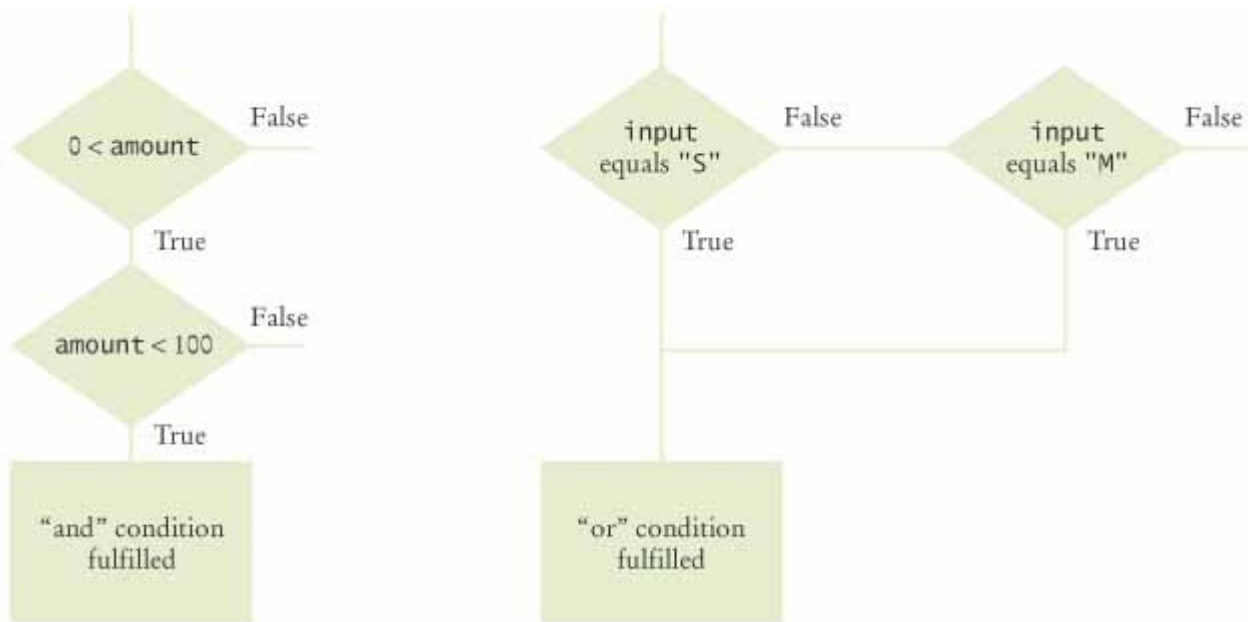 0 < amount
False
True
amount < 100
False
True
“and” condition
fulfilled
input
equals "S"
False
True
input
equals "M"
False
True
“or” condition
fulfilled